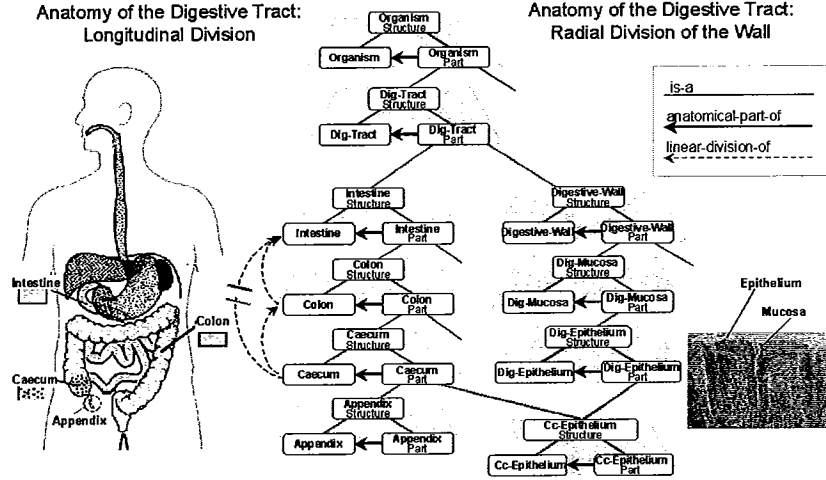 Anatomy of the Digestive Tract:
Longitudinal Division
Anatomy of the Digestive Tract:
Radial Division of the Wall
is-a
anatomical-part-of
linear-division-of
Organism
Structure
Organism
Organism
Part
Dig-Tract
Structure
Dig-Tract
Dig-Tract
Part
Intestine
Structure
Intestine
Intestine
Part
Colon
Structure
Colon
Colon
Part
Caecum
Structure
Caecum
Caecum
Part
Appendix
Structure
Appendix
Appendix
Part
Digestive-Wall
Structure
Digestive-Wall
Digestive-Wall
Part
Dig-Mucosa
Structure
Dig-Mucosa
Dig-Mucosa
Part
Dig-Epithelium
Structure
Dig-Epithelium
Dig-Epithelium
Part
Cc-Epithelium
Structure
Cc-Epithelium
Cc-Epithelium
Part
Intestine
Colon
Caecum
Appendix
Epithelium
Mucosa